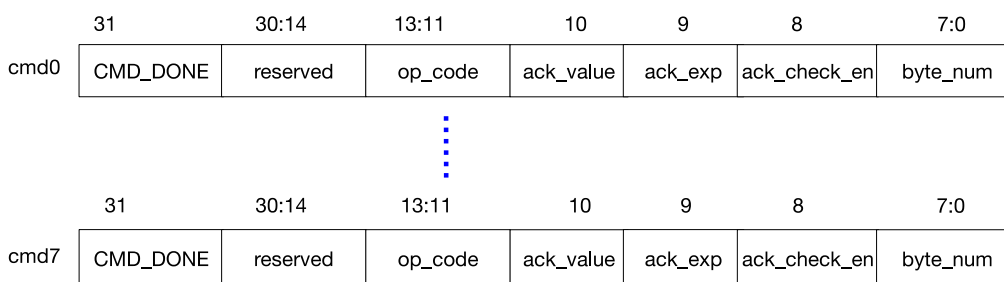 31 30:14 13:11 10 9 8 7:0
cmd0 CMD_DONE reserved op_code ack_value ack_exp ack_check_en byte_num
31 30:14 13:11 10 9 8 7:0
cmd7 CMD_DONE reserved op_code ack_value ack_exp ack_check_en byte_num